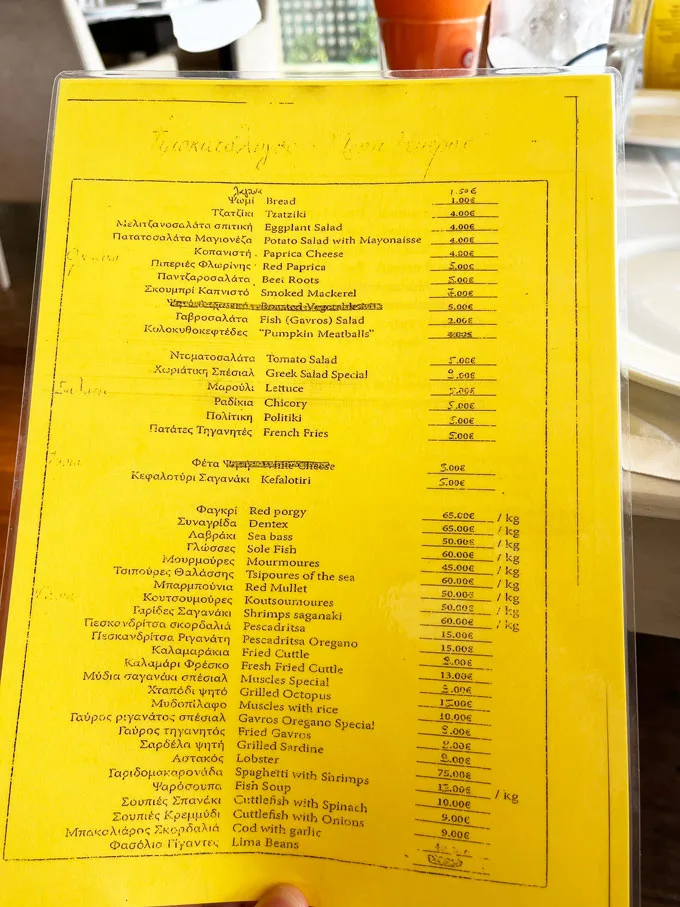 λαγανα 1.50€
Ψωμί Bread 1.00€
Τζατζίκι Tzatziki 4.00€
Μελιτζανοσαλάτα σπιτική Eggplant Salad 4.00€
Πατατοσαλάτα Μαγιονέζα Potato Salad with Mayonaisse 4.00€
Κοπανιστή Paprica Cheese 4.00€
Πιπεριές Φλωρίνης Red Paprica 5.00€
Παντζαροσαλάτα Beet Roots 5.00€
Σκουμπρί Καπνιστό Smoked Mackerel
Roasted Vegetables 5.00€
Γαβροσαλάτα Fish (Gavros) Salad
Κολοκυθοκεφτέδες "Pumpkin Meatballs"
Ντοματοσαλάτα Tomato Salad 5.00€
Χωριάτικη Σπέσιαλ Greek Salad Special
Μαρούλι Lettuce 5.00€
Ραδίκια Chicory 5.00€
Πολίτικη Politiki 5.00€
Πατάτες Τηγανητές French Fries 5.00€
Φέτα Cheese 5.00€
Κεφαλοτύρι Σαγανάκι Kefalotiri 5.00€
Φαγκρί Red porgy 65.00€ / kg
Συναγρίδα Dentex 65.00€ / kg
Λαβράκι Sea bass 50.00€ / kg
Γλώσσες Sole Fish 60.00€ / kg
Μουρμούρες Mourmoures 45.00€ / kg
Τσιπούρες Θαλάσσης Tsipoures of the sea 60.00€ / kg
Μπαρμπούνια Red Mullet 50.00€ / kg
Κουτσουμούρες Koutsoumoures 50.00€ / kg
Γαρίδες Σαγανάκι Shrimps saganaki 60.00€ / kg
Πεσκανδρίτσα σκορδαλιά Pescadritsa 15.00€
Πεσκανδρίτσα Ριγανάτη Pescadritsa Oregano 15.00€
Καλαμαράκια Fried Cuttle
Καλαμάρι Φρέσκο Fresh Fried Cuttle 13.00€
Μύδια σαγανάκι σπέσιαλ Muscles Special
Χταπόδι ψητό Grilled Octopus
Μυδοπίλαφο Muscles with rice 10.00€
Γαύρος ριγανάτος σπέσιαλ Gavros Oregano Special
Γαύρος τηγανητός Fried Gavros
Σαρδέλα ψητή Grilled Sardine
Αστακός Lobster 75.00€ / kg
Γαριδομακαρονάδα Spaghetti with Shrimps 12.00€
Ψαρόσουπα Fish Soup 10.00€
Σουπιές Σπανάκι Cuttlefish with Spinach 9.00€
Σουπιές Κρεμμύδι Cuttlefish with Onions 9.00€
Μπακαλιάρος Σκορδαλιά Cod with garlic
Φασόλια Γίγαντες Lima Beans